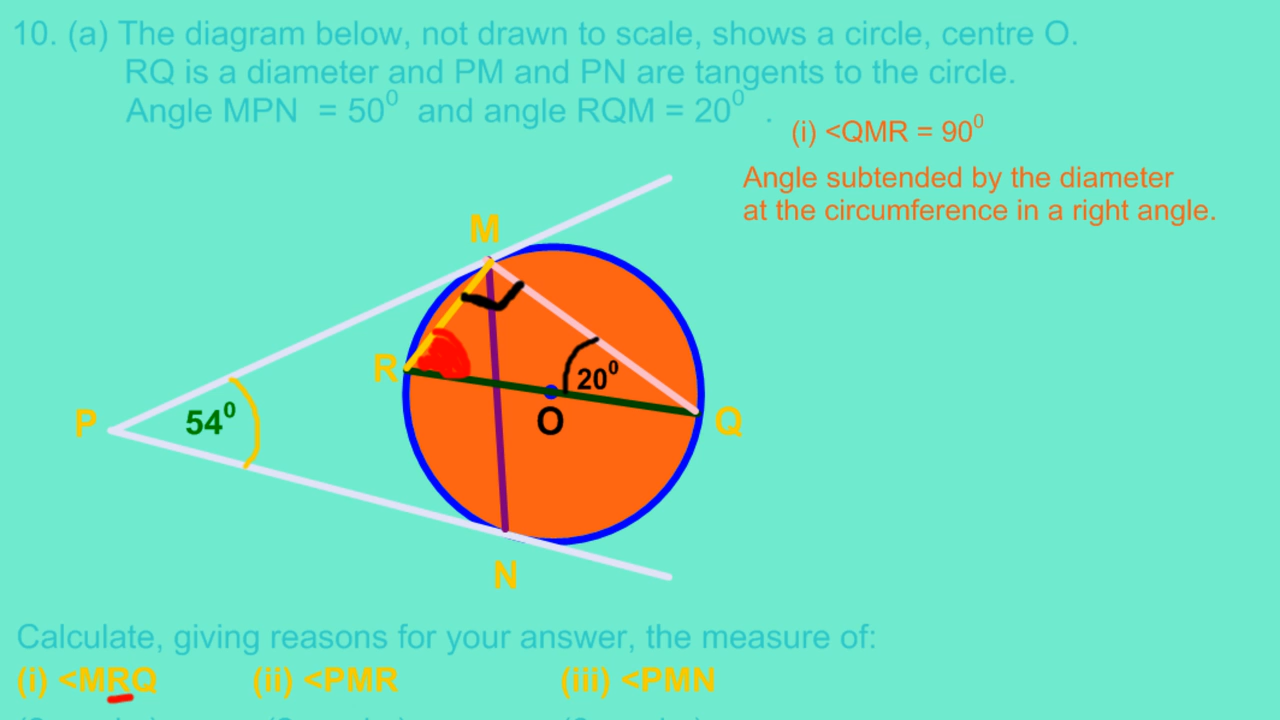 10. (a) The diagram below, not drawn to scale, shows a circle, centre O.
RQ is a diameter and PM and PN are tangents to the circle.
Angle MPN = 50⁰ and angle RQM = 20⁰ .
(i) <QMR = 90⁰
Angle subtended by the diameter
at the circumference in a right angle.
M
R
20⁰
P
54⁰
O
Q
N
Calculate, giving reasons for your answer, the measure of:
(i) <MRQ (ii) <PMR (iii) <PMN